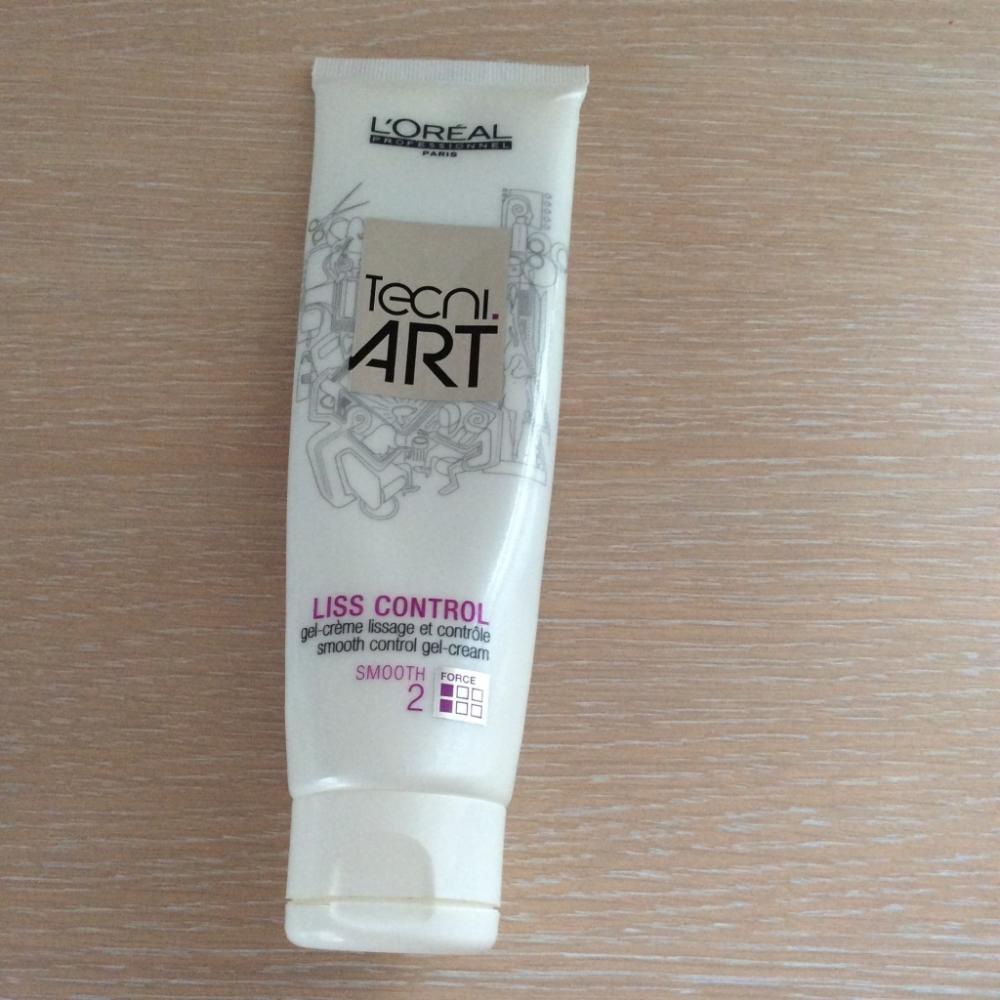 L'ORÉAL
PROFESSIONNEL
PARIS
Tecni.
ART
LISS CONTROL
gel-crème lissage et contrôle
smooth control gel-cream
SMOOTH
2
FORCE